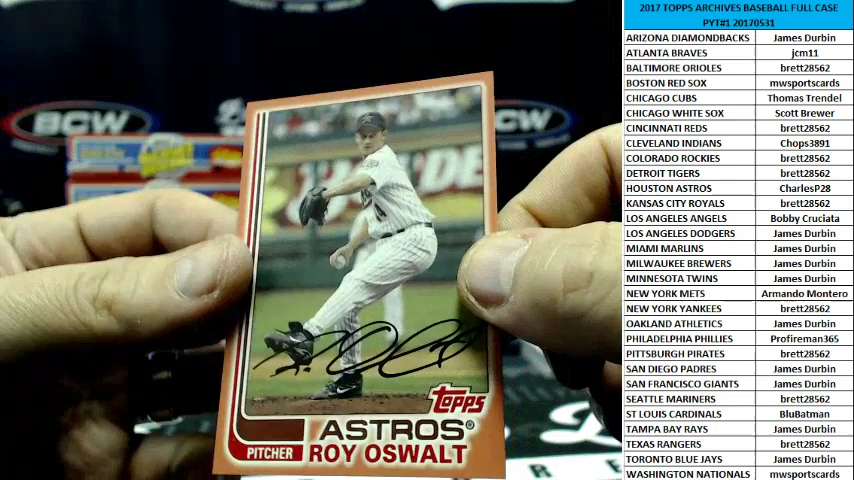 BCW
BCW
topps
ASTROS®
PITCHER
ROY OSWALT
2017 TOPPS ARCHIVES BASEBALL FULL CASE
PYT#1 20170531
ARIZONA DIAMONDBACKS James Durbin
ATLANTA BRAVES jcm11
BALTIMORE ORIOLES brett28562
BOSTON RED SOX mwsportscards
CHICAGO CUBS Thomas Trendel
CHICAGO WHITE SOX Scott Brewer
CINCINNATI REDS brett28562
CLEVELAND INDIANS Chops3891
COLORADO ROCKIES brett28562
DETROIT TIGERS brett28562
HOUSTON ASTROS CharlesP28
KANSAS CITY ROYALS brett28562
LOS ANGELES ANGELS Bobby Cruciata
LOS ANGELES DODGERS James Durbin
MIAMI MARLINS James Durbin
MILWAUKEE BREWERS James Durbin
MINNESOTA TWINS James Durbin
NEW YORK METS Armando Montero
NEW YORK YANKEES brett28562
OAKLAND ATHLETICS James Durbin
PHILADELPHIA PHILLIES Profireman365
PITTSBURGH PIRATES brett28562
SAN DIEGO PADRES James Durbin
SAN FRANCISCO GIANTS James Durbin
SEATTLE MARINERS brett28562
ST LOUIS CARDINALS BluBatman
TAMPA BAY RAYS James Durbin
TEXAS RANGERS brett28562
TORONTO BLUE JAYS James Durbin
WASHINGTON NATIONALS mwsportscards